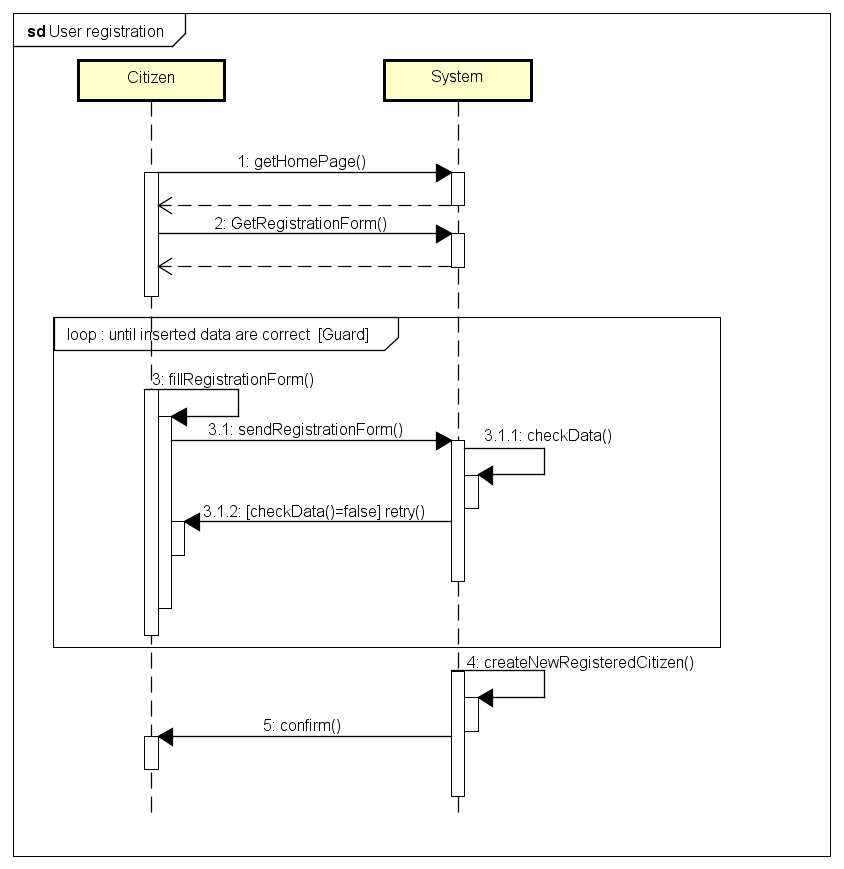 sd User registration
Citizen
System
1: getHomePage()
2: GetRegistrationForm()
loop : until inserted data are correct [Guard]
3: fillRegistrationForm()
3.1: sendRegistrationForm()
3.1.1: checkData()
3.1.2: [checkData()=false] retry()
4: createNewRegisteredCitizen()
5: confirm()